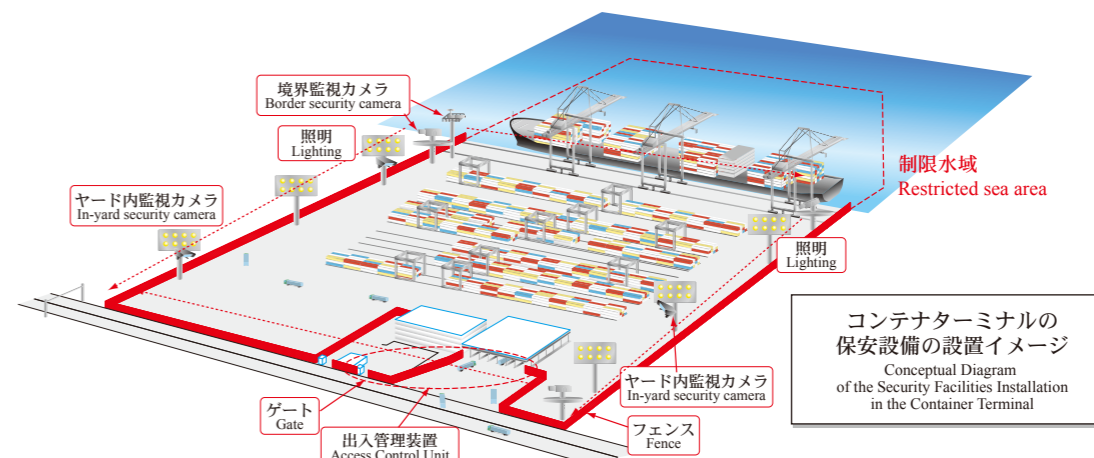 境界監視カメラ
Border security camera
照明
Lighting
ヤード内監視カメラ
In-yard security camera
制限水域
Restricted sea area
照明
Lighting
コンテナターミナルの
保安設備の設置イメージ
Conceptual Diagram
of the Security Facilities Installation
in the Container Terminal
ヤード内監視カメラ
In-yard security camera
ゲート
Gate
フェンス
Fence
出入管理装置
Access Control Unit